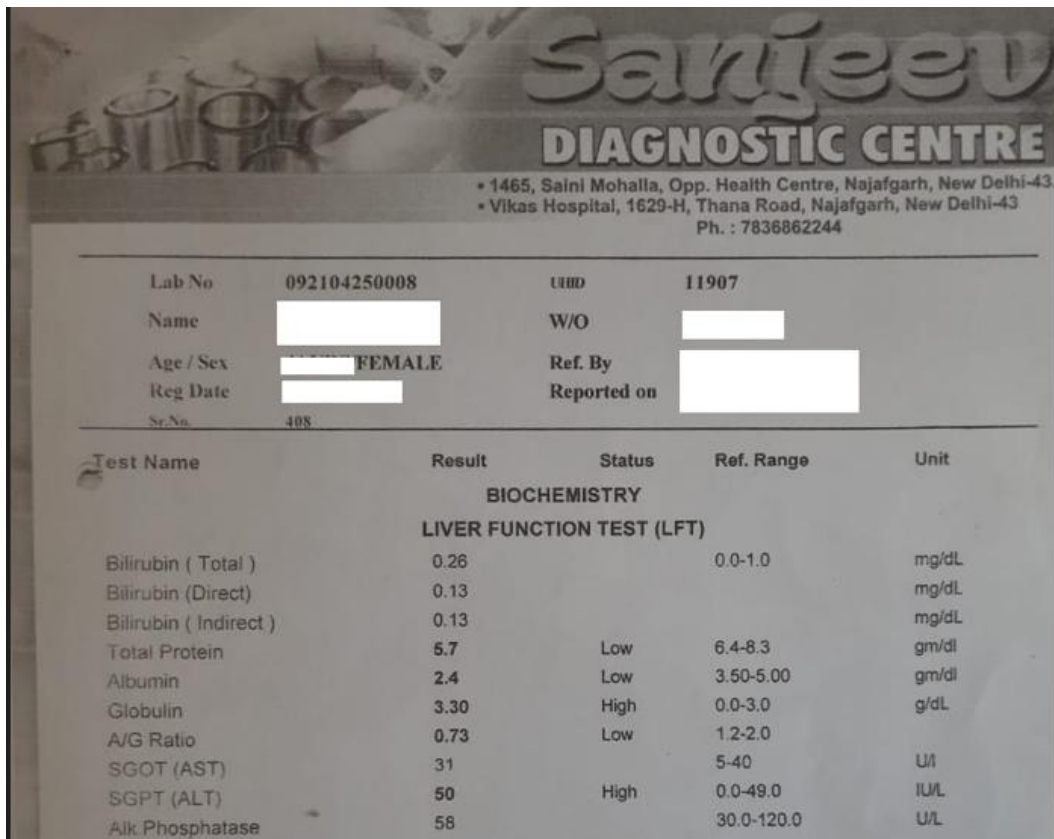 Sanjeev
DIAGNOSTIC CENTRE
• 1465, Saini Mohalla, Opp. Health Centre, Najafgarh, New Delhi-43.
• Vikas Hospital, 1629-H, Thana Road, Najafgarh, New Delhi-43
Ph. : 7836862244
Lab No 092104250008 UHID 11907
Name W/O
Age / Sex FEMALE Ref. By
Reg Date Reported on
Sr.No. 408
Test Name Result Status Ref. Range Unit
BIOCHEMISTRY
LIVER FUNCTION TEST (LFT)
Bilirubin ( Total ) 0.26 0.0-1.0 mg/dL
Bilirubin (Direct) 0.13 mg/dL
Bilirubin ( Indirect ) 0.13 mg/dL
Total Protein 5.7 Low 6.4-8.3 gm/dl
Albumin 2.4 Low 3.50-5.00 gm/dl
Globulin 3.30 High 0.0-3.0 g/dL
A/G Ratio 0.73 Low 1.2-2.0
SGOT (AST) 31 5-40 U/l
SGPT (ALT) 50 High 0.0-49.0 IU/L
Alk.Phosphatase 58 30.0-120.0 U/L